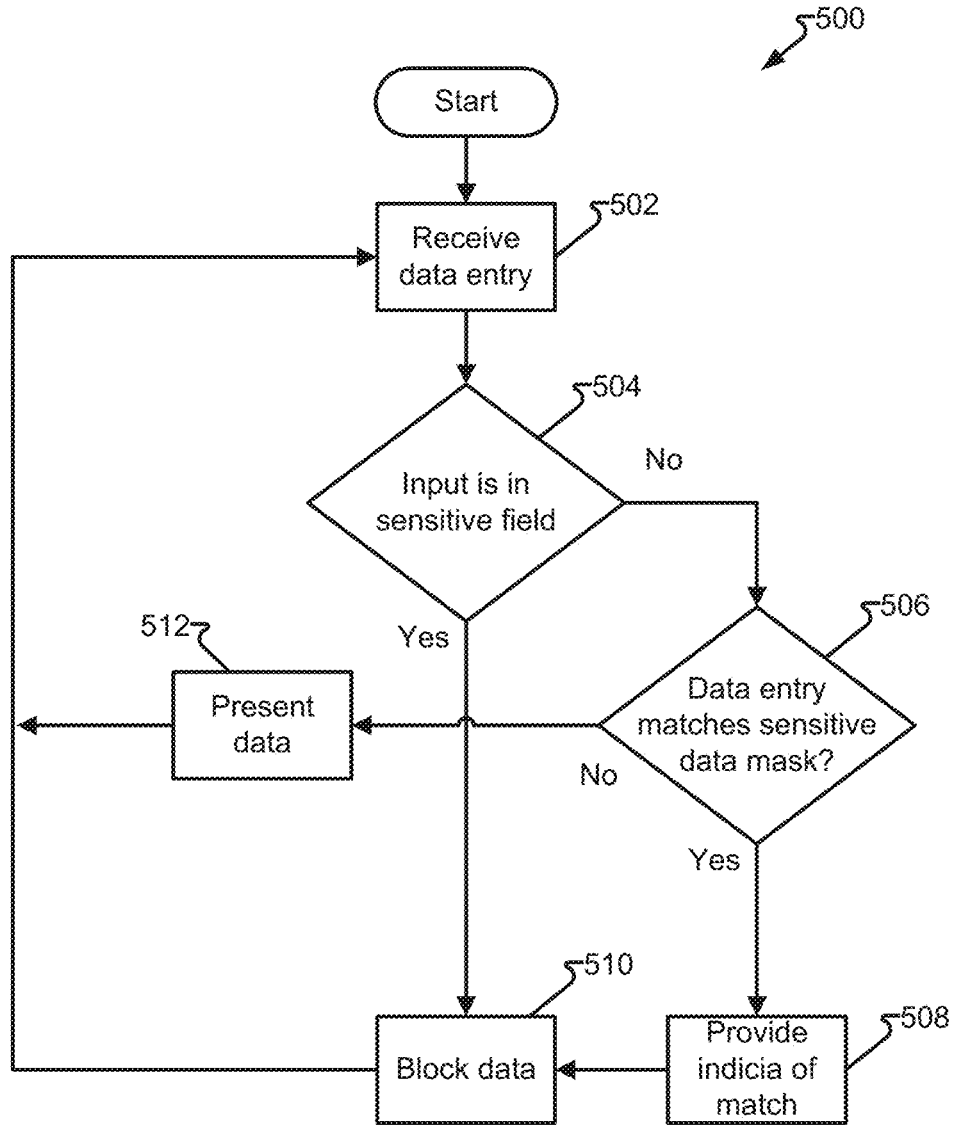 500
Start
Receive
data entry
502
504
Input is in
sensitive field
No
Yes
506
Data entry
matches sensitive
data mask?
No
Yes
512
Present
data
510
Block data
508
Provide
indicia of
match